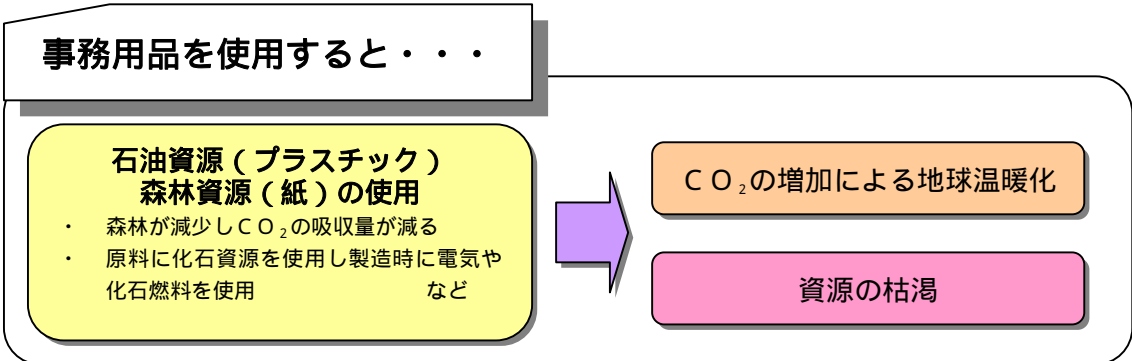 事務用品を使用すると・・・
石油資源（プラスチック）
森林資源（紙）の使用
・ 森林が減少しＣＯ₂の吸収量が減る
・ 原料に化石資源を使用し製造時に電気や
化石燃料を使用 など
ＣＯ₂の増加による地球温暖化
資源の枯渇